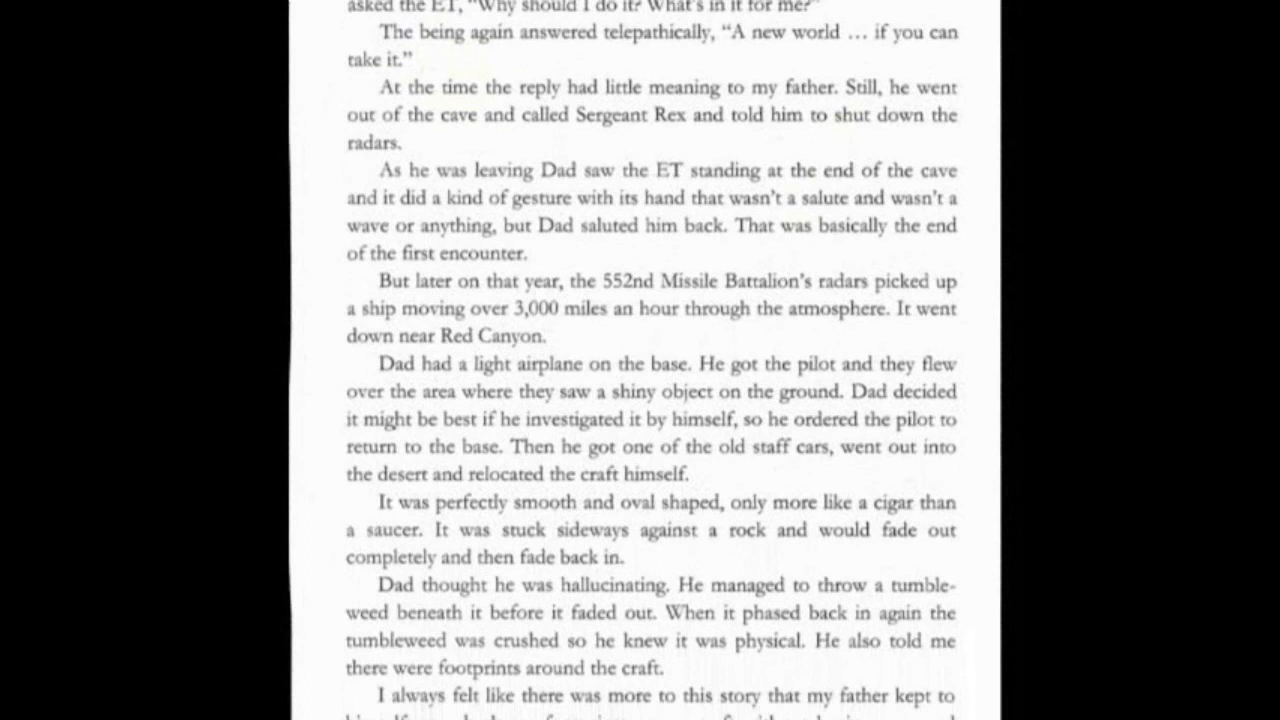 asked the ET, "Why should I do it? What's in it for me?"
The being again answered telepathically, "A new world … if you can
take it."
At the time the reply had little meaning to my father. Still, he went
out of the cave and called Sergeant Rex and told him to shut down the
radars.
As he was leaving Dad saw the ET standing at the end of the cave
and it did a kind of gesture with its hand that wasn't a salute and wasn't a
wave or anything, but Dad saluted him back. That was basically the end
of the first encounter.
But later on that year, the 552nd Missile Battalion's radars picked up
a ship moving over 3,000 miles an hour through the atmosphere. It went
down near Red Canyon.
Dad had a light airplane on the base. He got the pilot and they flew
over the area where they saw a shiny object on the ground. Dad decided
it might be best if he investigated it by himself, so he ordered the pilot to
return to the base. Then he got one of the old staff cars, went out into
the desert and relocated the craft himself.
It was perfectly smooth and oval shaped, only more like a cigar than
a saucer. It was stuck sideways against a rock and would fade out
completely and then fade back in.
Dad thought he was hallucinating. He managed to throw a tumble-
weed beneath it before it faded out. When it phased back in again the
tumbleweed was crushed so he knew it was physical. He also told me
there were footprints around the craft.
I always felt like there was more to this story that my father kept to